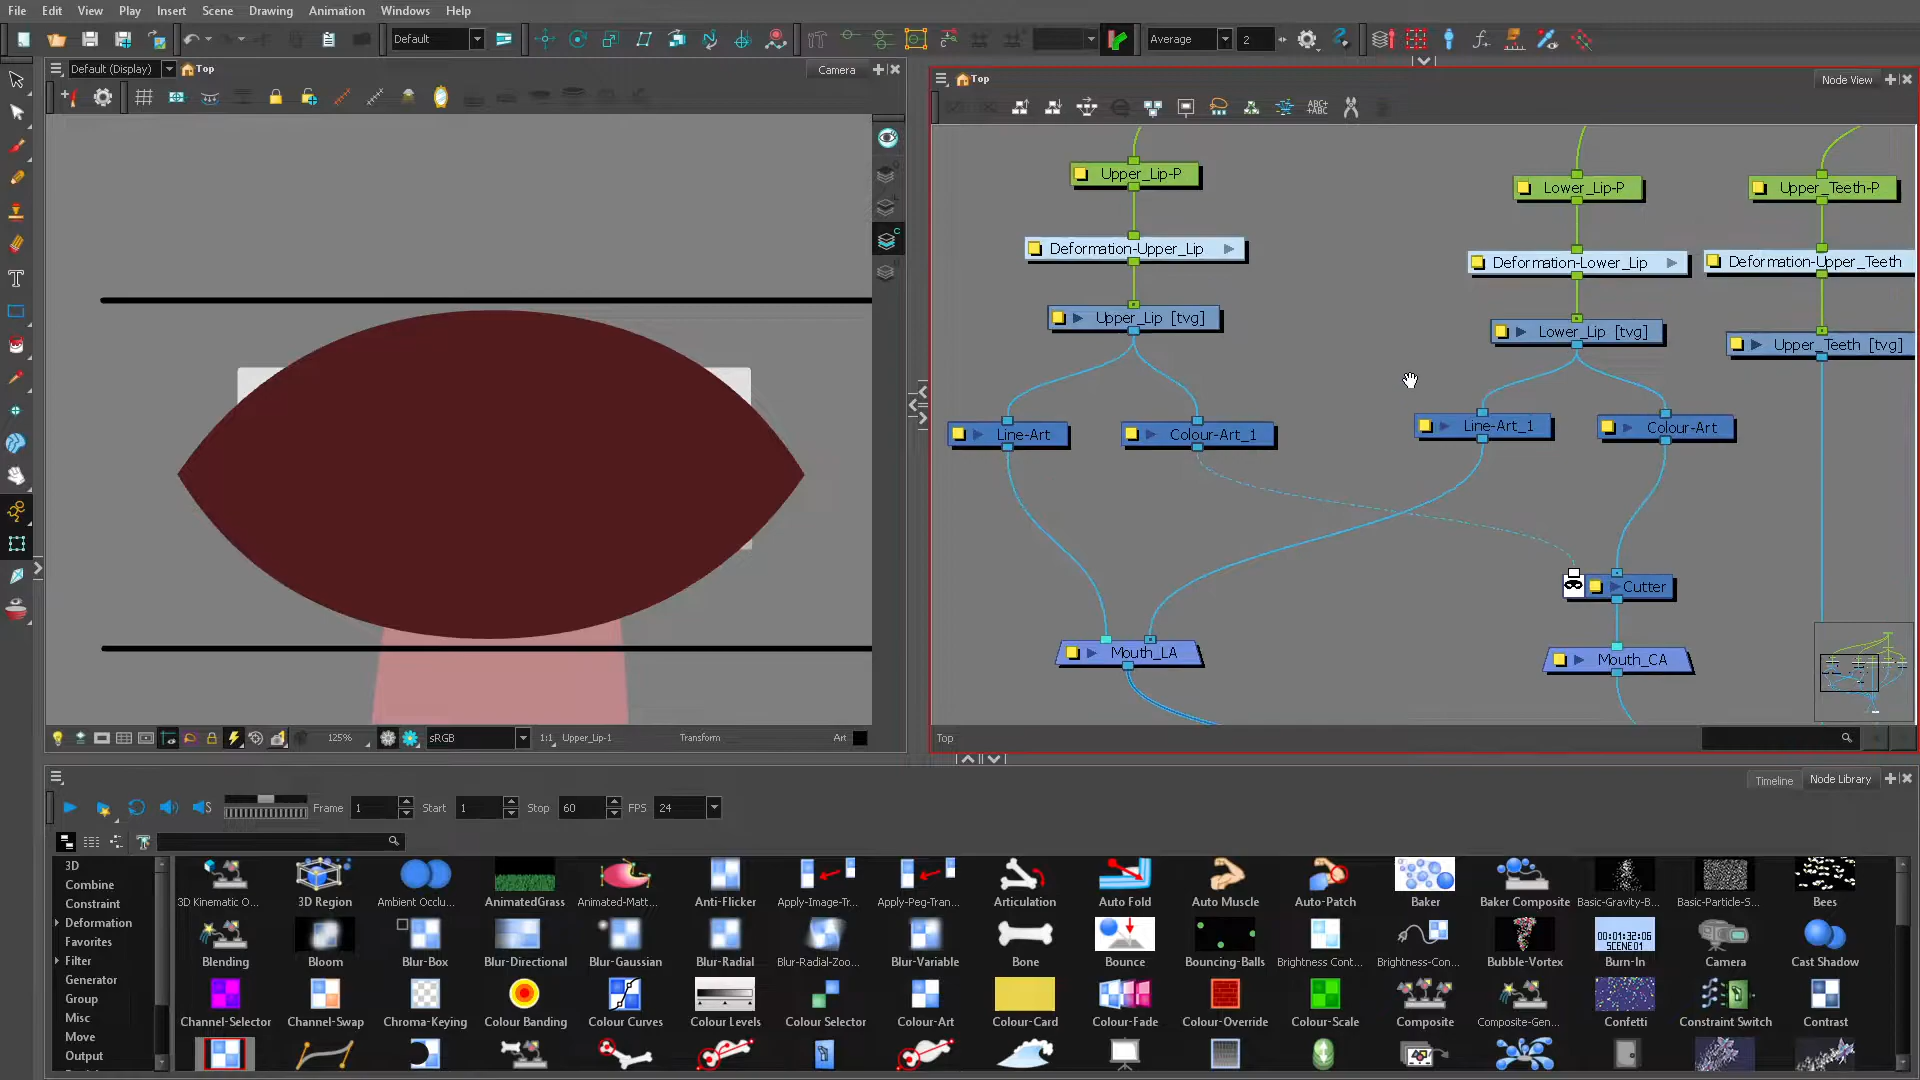 File Edit View Play Insert Scene Drawing Animation Windows Help
Default Average 2
Default (Display) Top Camera
Top Node View
ABC+
+ABC
Upper_Lip-P Lower_Lip-P Upper_Teeth-P
Deformation-Upper_Lip Deformation-Lower_Lip Deformation-Upper_Teeth
Upper_Lip [tvg] Lower_Lip [tvg] Upper_Teeth [tvg]
Line-Art Colour-Art_1 Line-Art_1 Colour-Art
Cutter
Mouth_LA Mouth_CA
125% sRGB 1:1 Upper_Lip-1 Transform Art
Top
Timeline Node Library
Frame 1 Start 1 Stop 60 FPS 24
3D
Combine
Constraint
Deformation
Favorites
Filter
Generator
Group
Misc
Move
Output
3D Kinematic O... 3D Region Ambient Occlu... AnimatedGrass Animated-Matt... Anti-Flicker Apply-Image-Tr... Apply-Peg-Tran... Articulation Auto Fold Auto Muscle Auto-Patch Baker Baker Composite Basic-Gravity-B... Basic-Particle-S... Bees
00:01:32:06
SCENE01
Blending Bloom Blur-Box Blur-Directional Blur-Gaussian Blur-Radial Blur-Radial-Zoo... Blur-Variable Bone Bounce Bouncing-Balls Brightness Cont... Brightness-Con... Bubble-Vortex Burn-In Camera Cast Shadow
Channel-Selector Channel-Swap Chroma-Keying Colour Banding Colour Curves Colour Levels Colour Selector Colour-Art Colour-Card Colour-Fade Colour-Override Colour-Scale Composite Composite-Gen... Confetti Constraint Switch Contrast